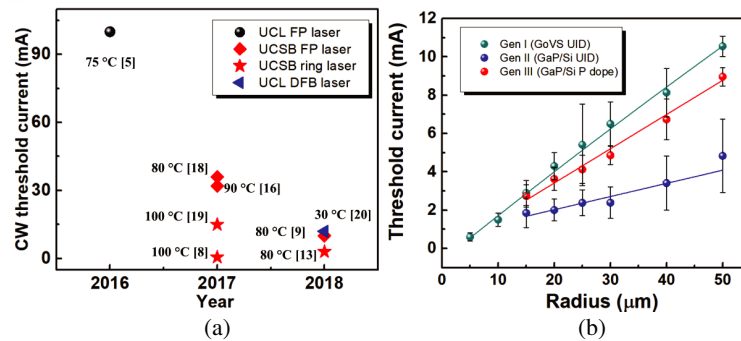 CW threshold current (mA)
100
90
60
30
0
75 °C [5]
80 °C [18]
90 °C [16]
100 °C [19]
100 °C [8]
30 °C [20]
80 °C [9]
80 °C [13]
UCL FP laser
UCSB FP laser
UCSB ring laser
UCL DFB laser
2016
2017
2018
Year
(a)
Threshold current (mA)
12
10
8
6
4
2
0
Gen I (GoVS UID)
Gen II (GaP/Si UID)
Gen III (GaP/Si P dope)
0
10
20
30
40
50
Radius (μm)
(b)